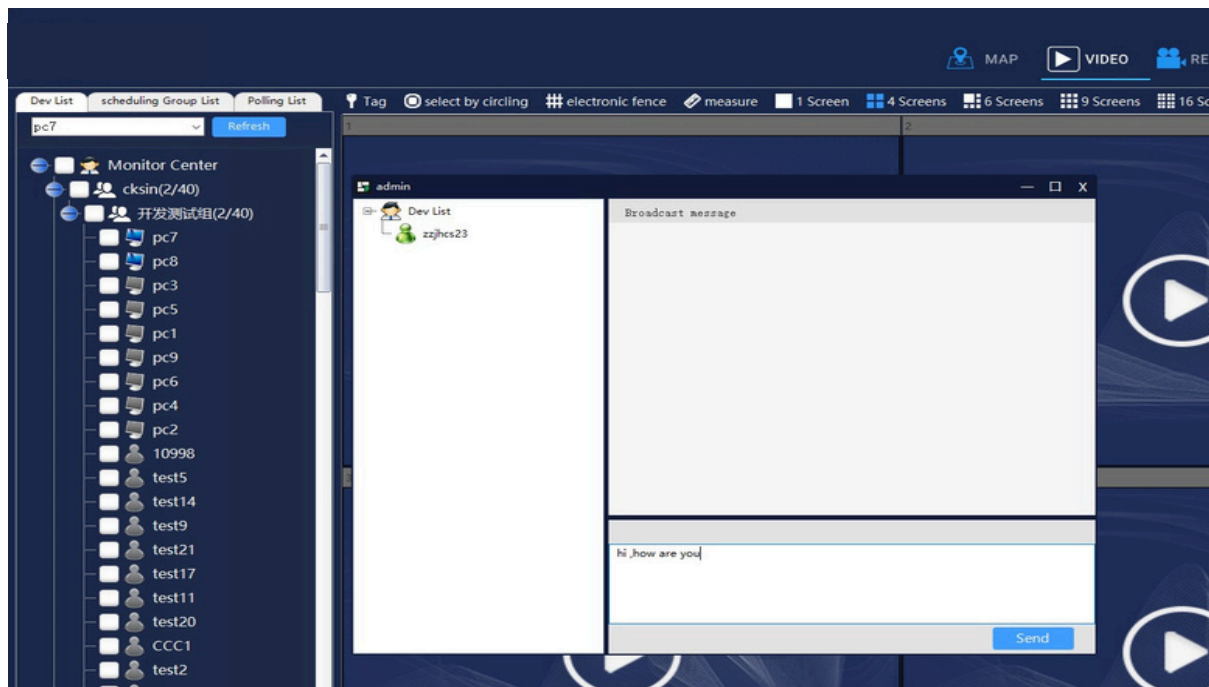 MAP VIDEO RE
Dev List scheduling Group List Polling List
Tag select by circling electronic fence measure 1 Screen 4 Screens 6 Screens 9 Screens 16 Sc
pc7 Refresh
1 2
Monitor Center
cksin(2/40)
开发测试组(2/40)
pc7
pc8
pc3
pc5
pc1
pc9
pc6
pc4
pc2
10998
test5
test14
test9
test21
test17
test11
test20
CCC1
test2
admin
Dev List
zzjhcs23
Broadcast message
hi ,how are you
Send